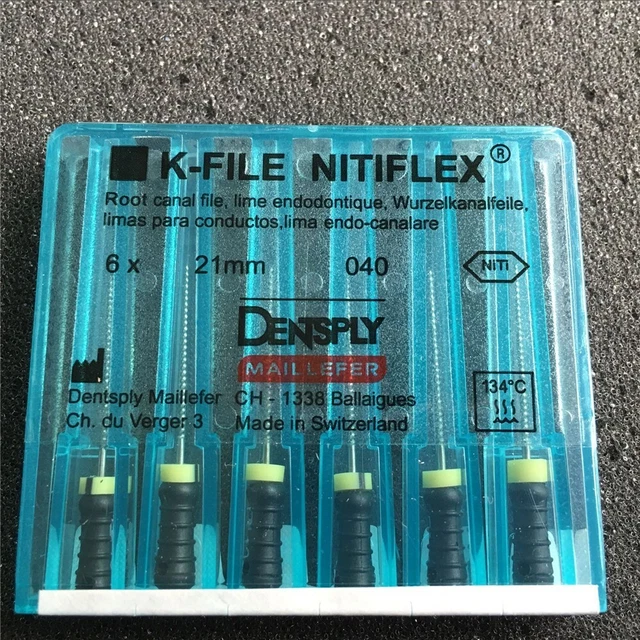 K-FILE NITIFLEX®
Root canal file, lime endodontique, Wurzelkanalfeile,
limas para conductos,lima endo-canalare
6 x 21mm 040 NiTi
DENTSPLY
MAILLEFER
Dentsply Maillefer CH - 1338 Ballaigues 134°C
Ch. du Verger 3 Made in Switzerland